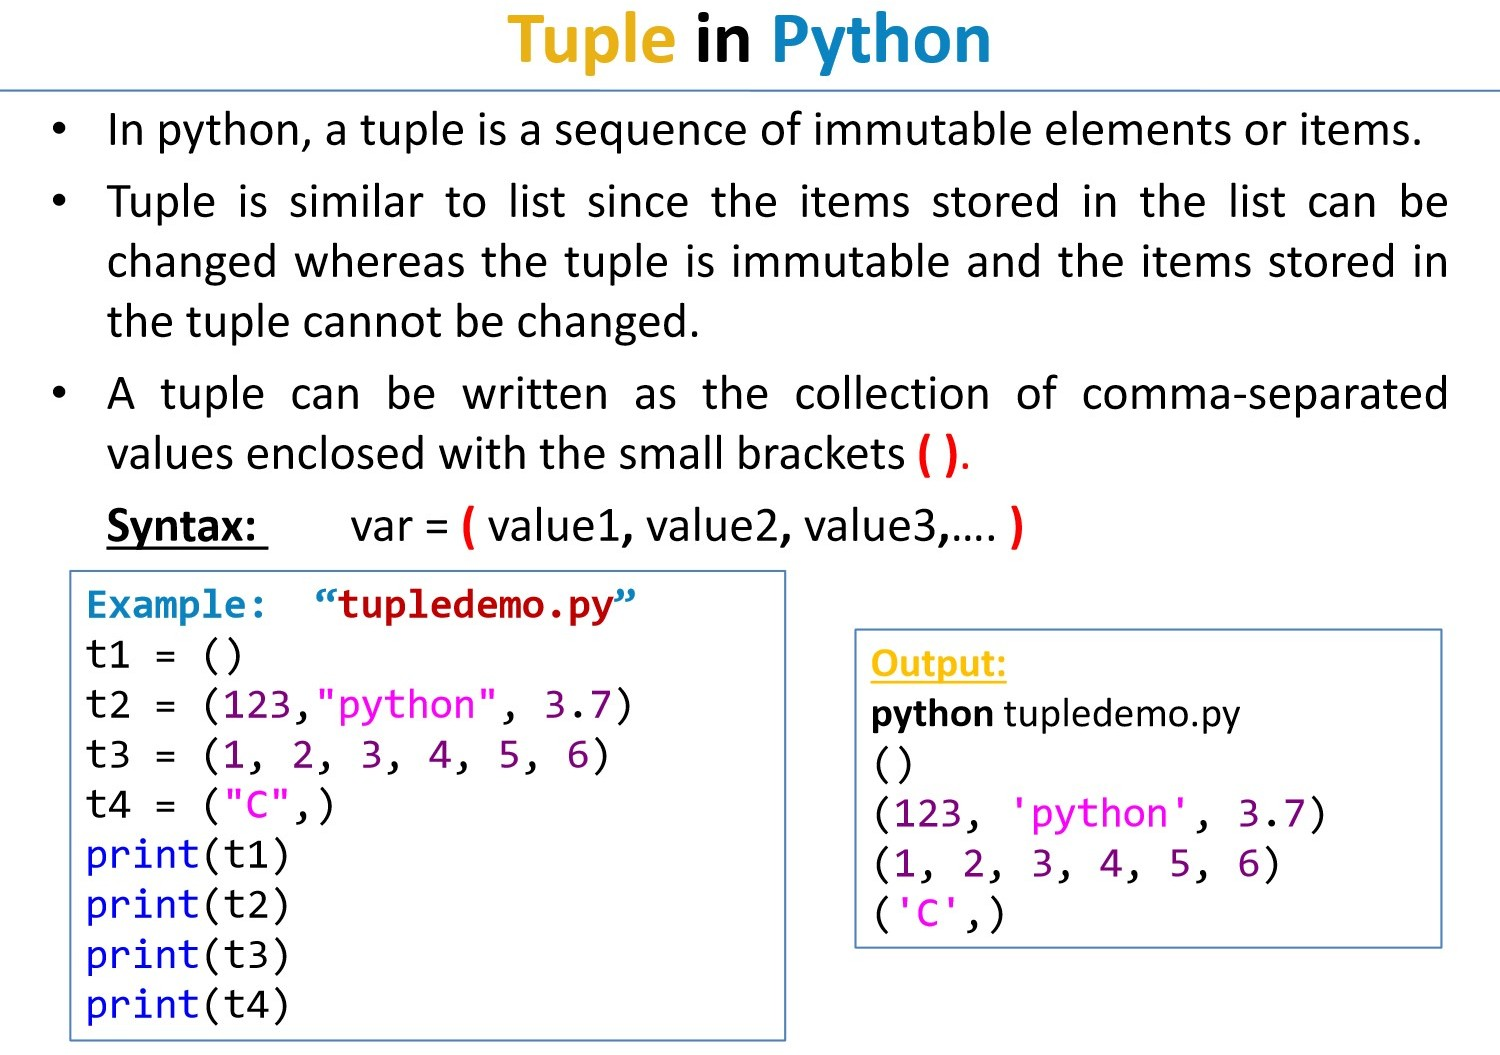 Tuple in Python
• In python, a tuple is a sequence of immutable elements or items.
• Tuple is similar to list since the items stored in the list can be
changed whereas the tuple is immutable and the items stored in
the tuple cannot be changed.
• A tuple can be written as the collection of comma-separated
values enclosed with the small brackets ( ).
Syntax: var = ( value1, value2, value3,.... )
Example: “tupledemo.py”
t1 = ()
t2 = (123,"python", 3.7)
t3 = (1, 2, 3, 4, 5, 6)
t4 = ("C",)
print(t1)
print(t2)
print(t3)
print(t4)
Output:
python tupledemo.py
()
(123, 'python', 3.7)
(1, 2, 3, 4, 5, 6)
('C',)